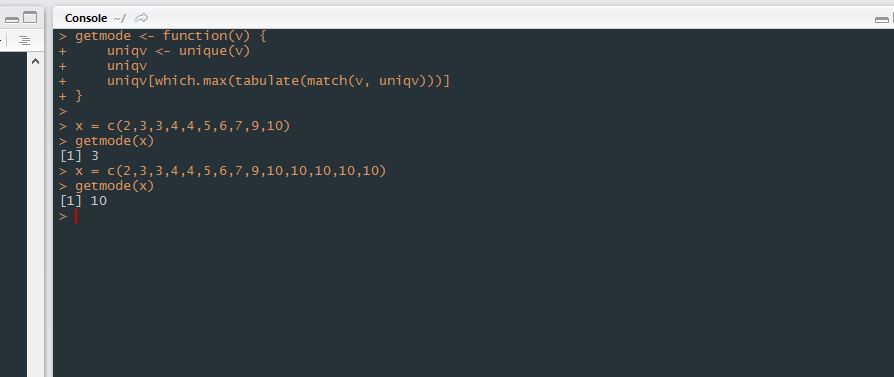 Console ~/
> getmode <- function(v) {
+     uniqv <- unique(v)
+     uniqv
+     uniqv[which.max(tabulate(match(v, uniqv)))]
+ }
>
> x = c(2,3,3,4,4,5,6,7,9,10)
> getmode(x)
[1] 3
> x = c(2,3,3,4,4,5,6,7,9,10,10,10,10,10)
> getmode(x)
[1] 10
>